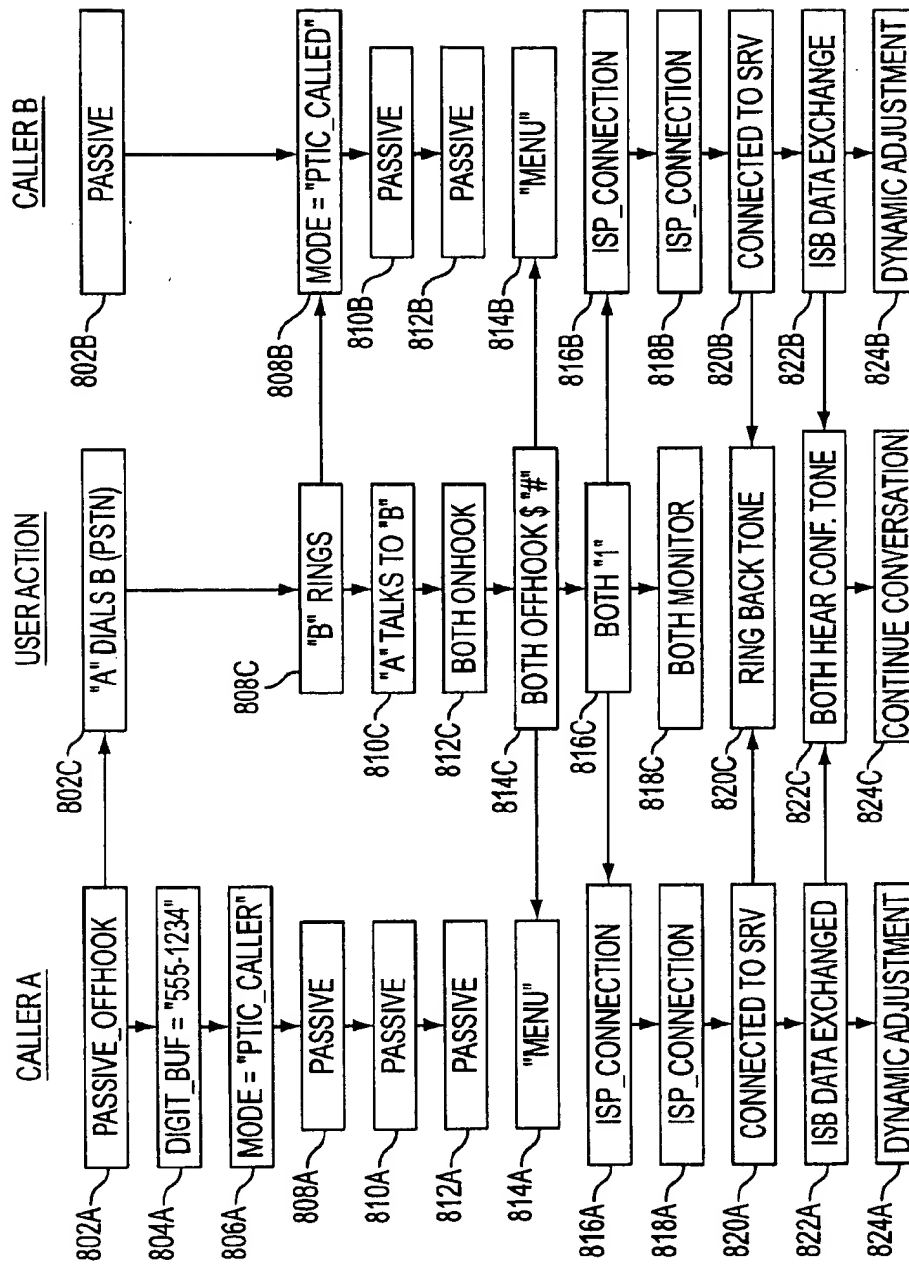 CALLER A
802A PASSIVE_OFFHOOK
804A DIGIT_BUF = "555-1234"
806A MODE = "PTIC_CALLER"
808A PASSIVE
810A PASSIVE
812A PASSIVE
814A "MENU"
816A ISP_CONNECTION
818A ISP_CONNECTION
820A CONNECTED TO SRV
822A ISB DATA EXCHANGED
824A DYNAMIC ADJUSTMENT
USER ACTION
802C "A" DIALS B (PSTN)
808C "B" RINGS
810C "A" TALKS TO "B"
812C BOTH ONHOOK
814C BOTH OFFHOOK $ "#"
816C BOTH "1"
818C BOTH MONITOR
820C RING BACK TONE
822C BOTH HEAR CONF. TONE
824C CONTINUE CONVERSATION
CALLER B
802B PASSIVE
808B MODE = "PTIC_CALLED"
810B PASSIVE
812B PASSIVE
814B "MENU"
816B ISP_CONNECTION
818B ISP_CONNECTION
820B CONNECTED TO SRV
822B ISB DATA EXCHANGE
824B DYNAMIC ADJUSTMENT